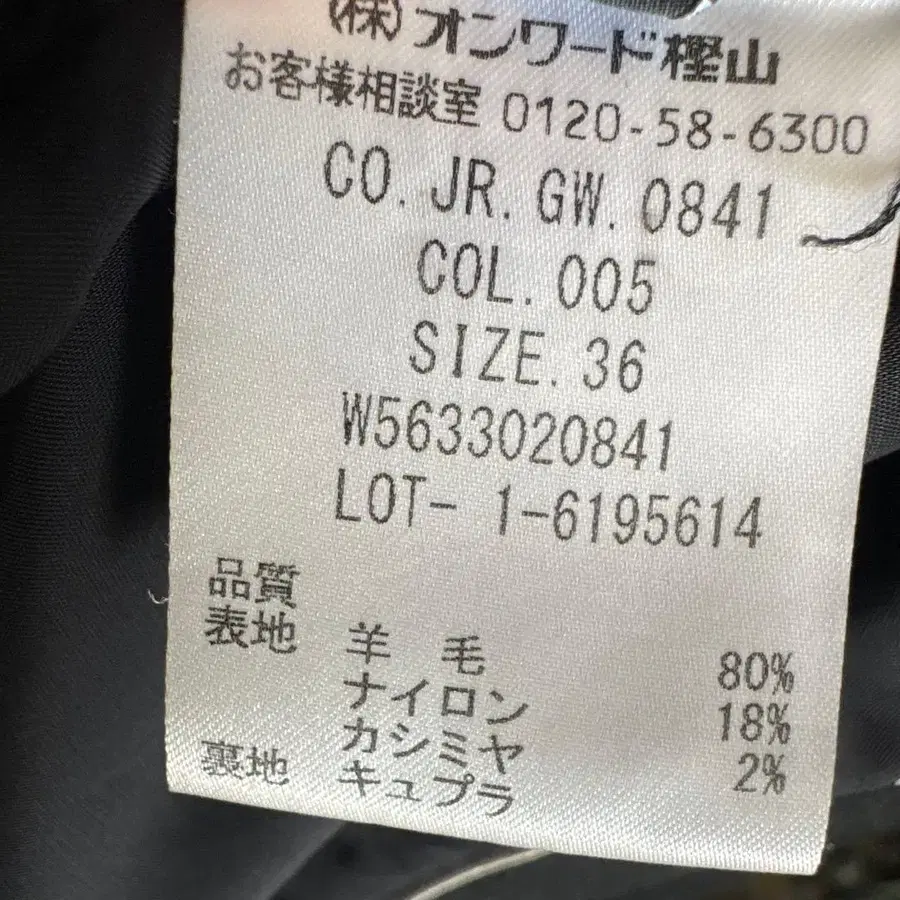 (株)オンワード樫山
お客様相談室 0120-58-6300
CO.JR.GW.0841
COL.005
SIZE.36
W5633020841
LOT- 1-6195614
品質
表地 羊 毛 80%
ナイロン 18%
カシミヤ 2%
裏地 キュプラ